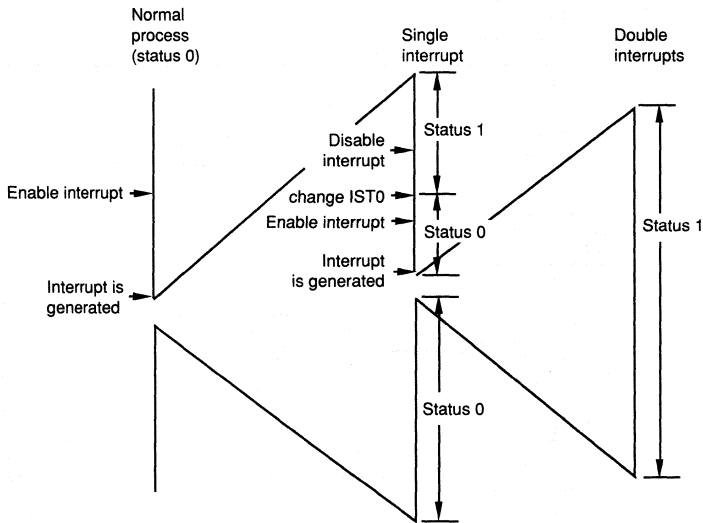 Normal
process
(status 0)
Single
interrupt
Double
interrupts
Status 1
Disable
interrupt
Enable interrupt
change IST0
Enable interrupt
Status 0
Status 1
Interrupt
is generated
Interrupt is
generated
Status 0